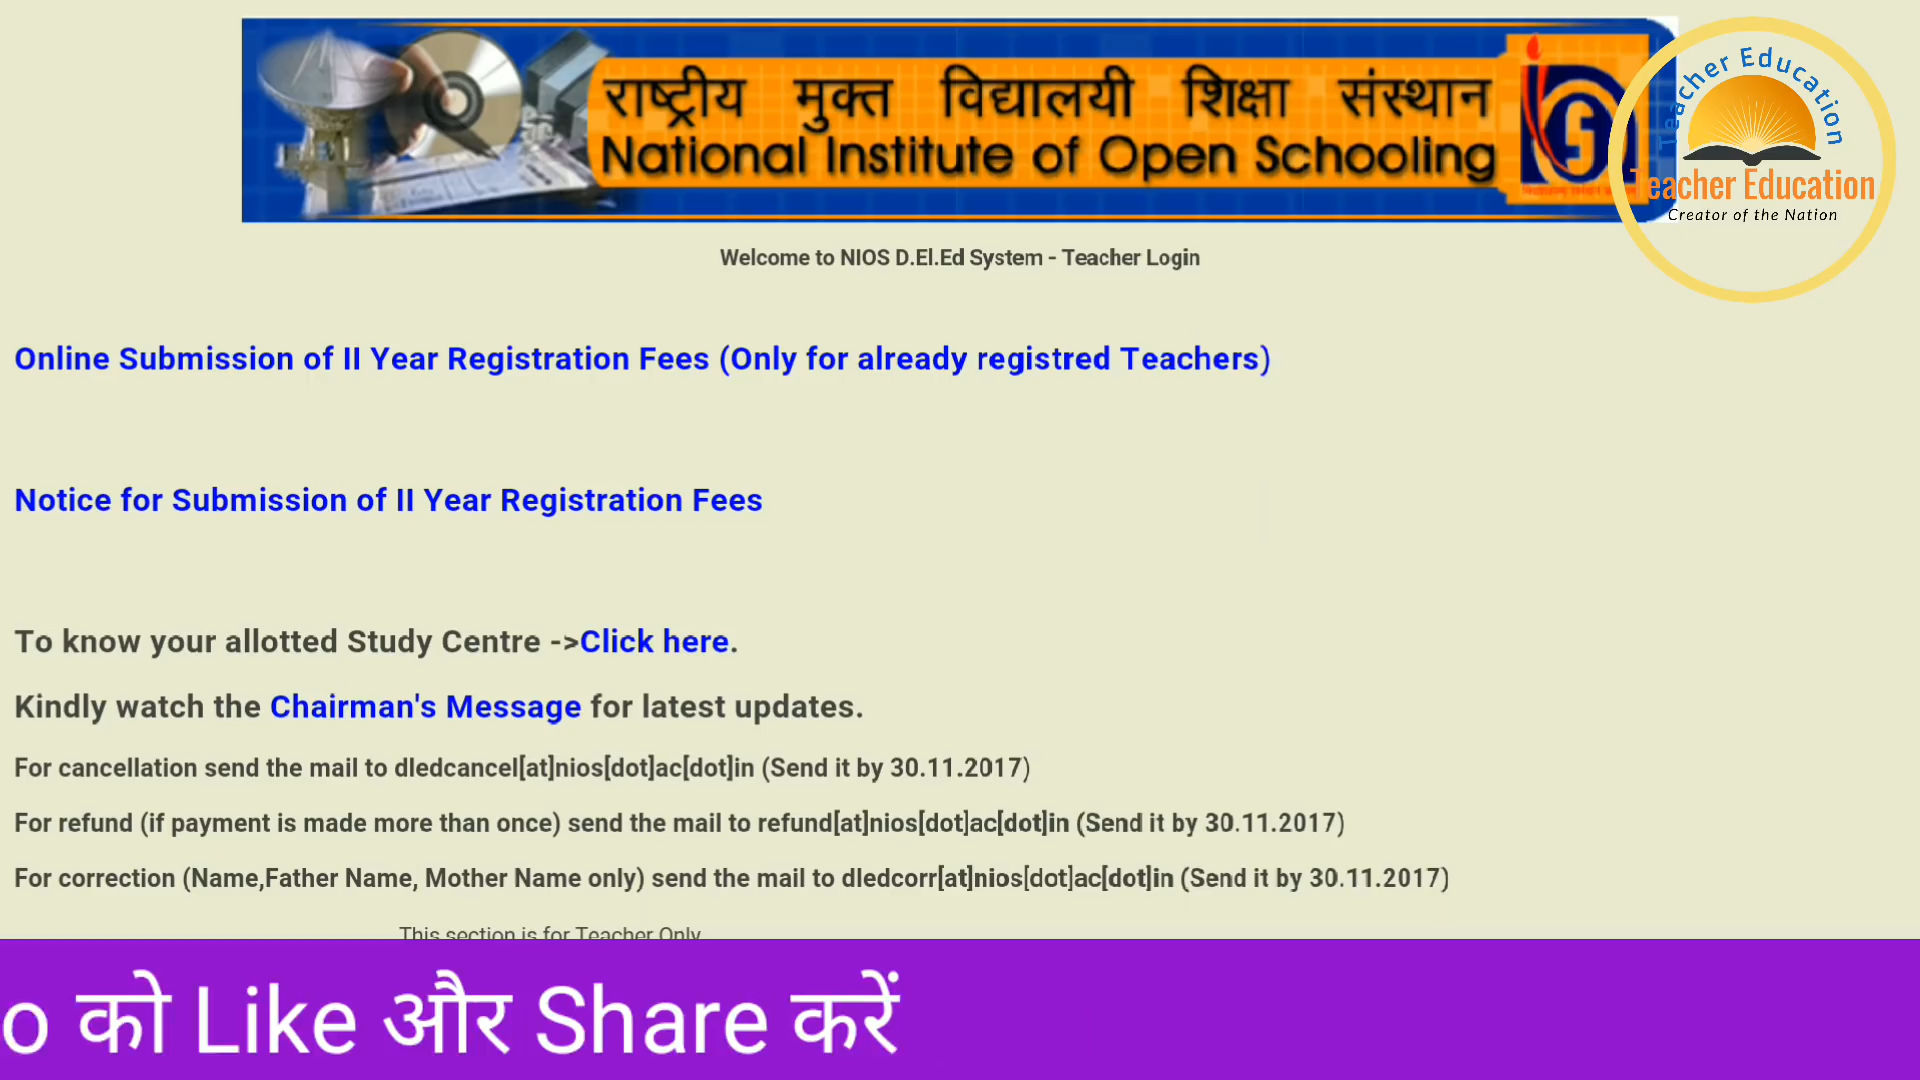 राष्ट्रीय मुक्त विद्यालयी शिक्षा संस्थान
National Institute of Open Schooling
Teacher Education
Teacher Education
Creator of the Nation
Welcome to NIOS D.El.Ed System - Teacher Login
Online Submission of II Year Registration Fees (Only for already registred Teachers)
Notice for Submission of II Year Registration Fees
To know your allotted Study Centre ->Click here.
Kindly watch the Chairman's Message for latest updates.
For cancellation send the mail to dledcancel[at]nios[dot]ac[dot]in (Send it by 30.11.2017)
For refund (if payment is made more than once) send the mail to refund[at]nios[dot]ac[dot]in (Send it by 30.11.2017)
For correction (Name,Father Name, Mother Name only) send the mail to dledcorr[at]nios[dot]ac[dot]in (Send it by 30.11.2017)
This section is for Teacher Only
o को Like और Share करें